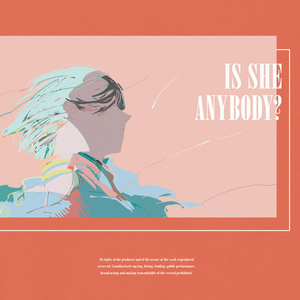 IS SHE
ANYBODY?
All rights of the producer and of the owner of the work reproduced
reserved. Unauthorized copying, hiring, lending, public performance,
broadcasting and making transmittable of the record prohibited.